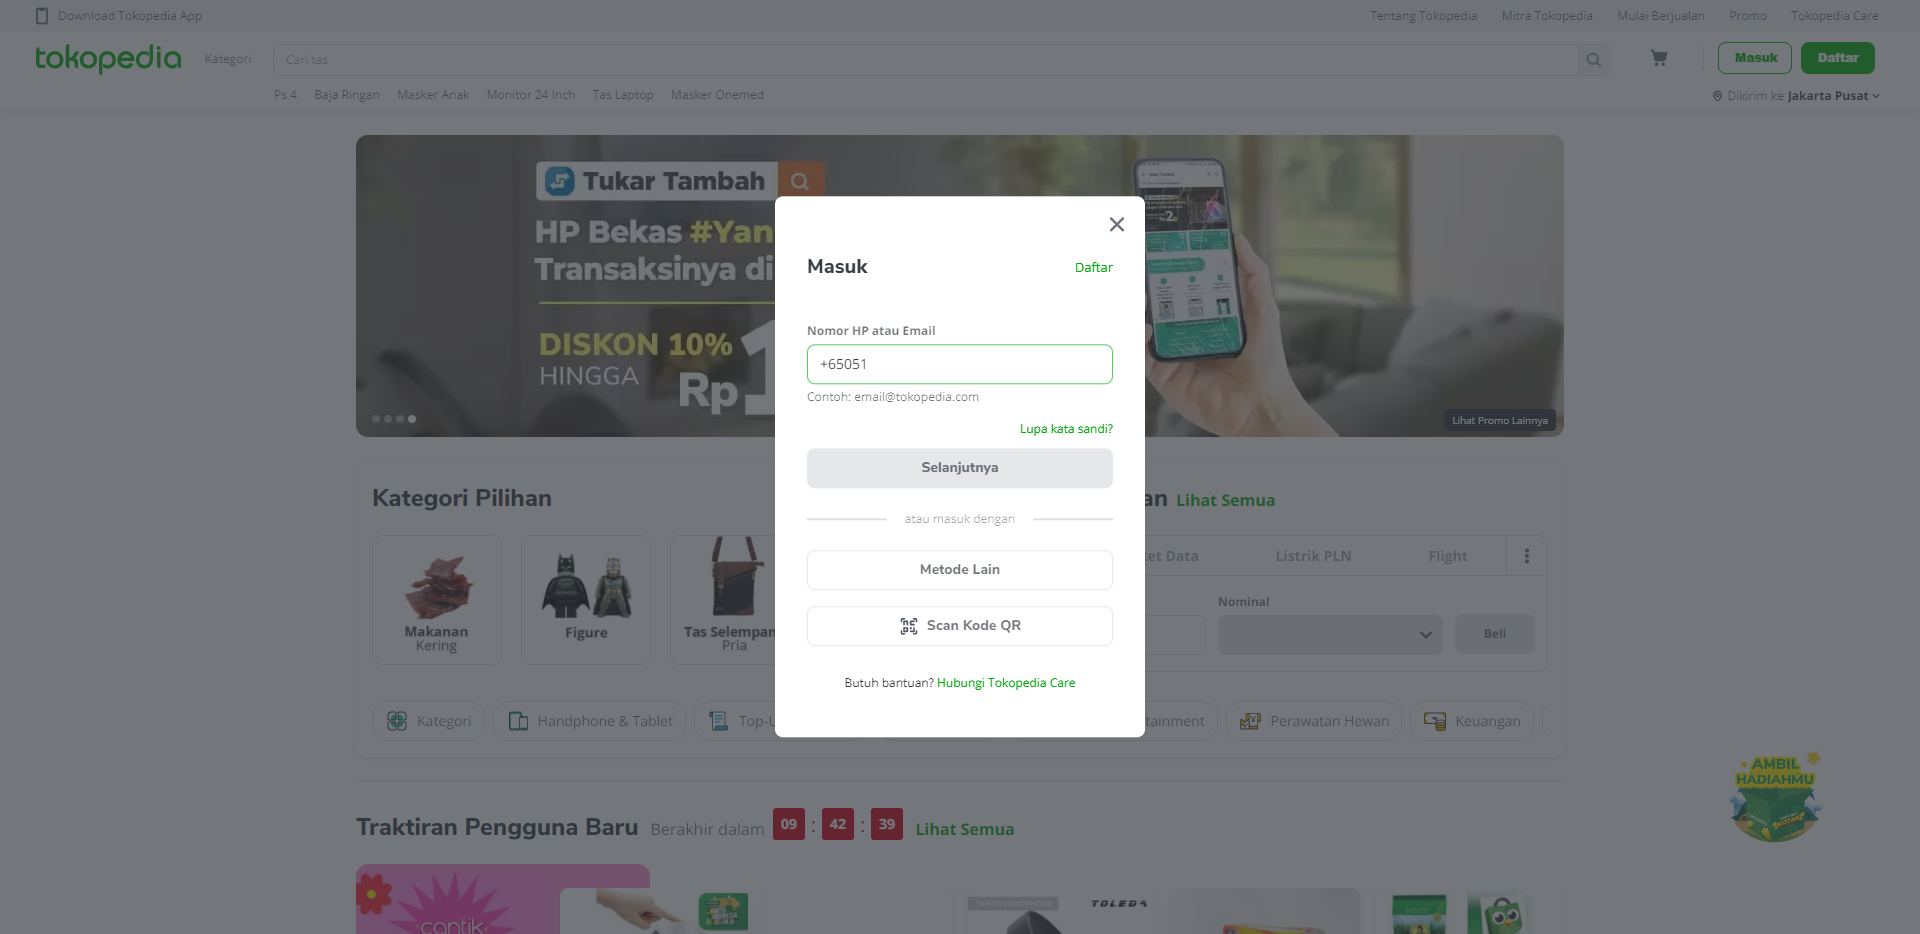 Download Tokopedia App
Tentang Tokopedia Mitra Tokopedia Mulai Berjualan Promo Tokopedia Care
tokopedia Kategori Cari tas Masuk Daftar
Ps 4 Baja Ringan Masker Anak Monitor 24 Inch Tas Laptop Masker Onemed
Dikirim ke Jakarta Pusat
Tukar Tambah
HP Bekas #Yan
Transaksinya di
DISKON 10%
HINGGA
Rp 1
Lihat Promo Lainnya
Masuk
Daftar
Nomor HP atau Email
+65051
Contoh: email@tokopedia.com
Lupa kata sandi?
Selanjutnya
atau masuk dengan
Metode Lain
Scan Kode QR
Butuh bantuan? Hubungi Tokopedia Care
Kategori Pilihan
an Lihat Semua
Makanan
Kering
Figure
Tas Selempan
Pria
et Data Listrik PLN Flight
Nominal
Beli
Kategori Handphone & Tablet Top-U tainment Perawatan Hewan Keuangan
AMBIL
HADIAHMU
Traktiran Pengguna Baru Berakhir dalam 09 : 42 : 39 Lihat Semua
cantik
WIRED HEADPHONE
TOLEDA